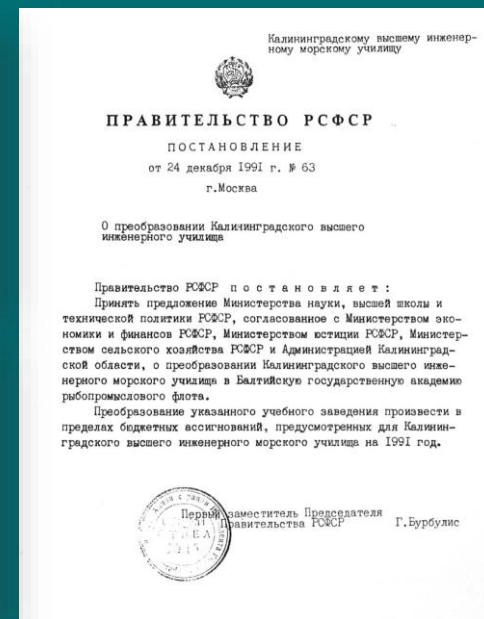 Калининградскому высшему инженер-
ному морскому училищу
ПРАВИТЕЛЬСТВО РСФСР
ПОСТАНОВЛЕНИЕ
от 24 декабря I99I г. № 63
г.Москва
О преобразовании Калининградского высшего
инженерного училища
Правительство РСФСР п о с т а н о в л я е т :
Принять предложение Министерства науки, высшей школы и
технической политики РСФСР, согласованное с Министерством эко-
номики и финансов РСФСР, Министерством юстиции РСФСР, Министер-
ством сельского хозяйства РСФСР и Администрацией Калининград-
ской области, о преобразовании Калининградского высшего инже-
нерного морского училища в Балтийскую государственную академию
рыбопромыслового флота.
Преобразование указанного учебного заведения произвести в
пределах бюджетных ассигнований, предусмотренных для Калинин-
градского высшего инженерного морского училища на I99I год.
Первый заместитель Председателя
Правительства РСФСР Г.Бурбулис